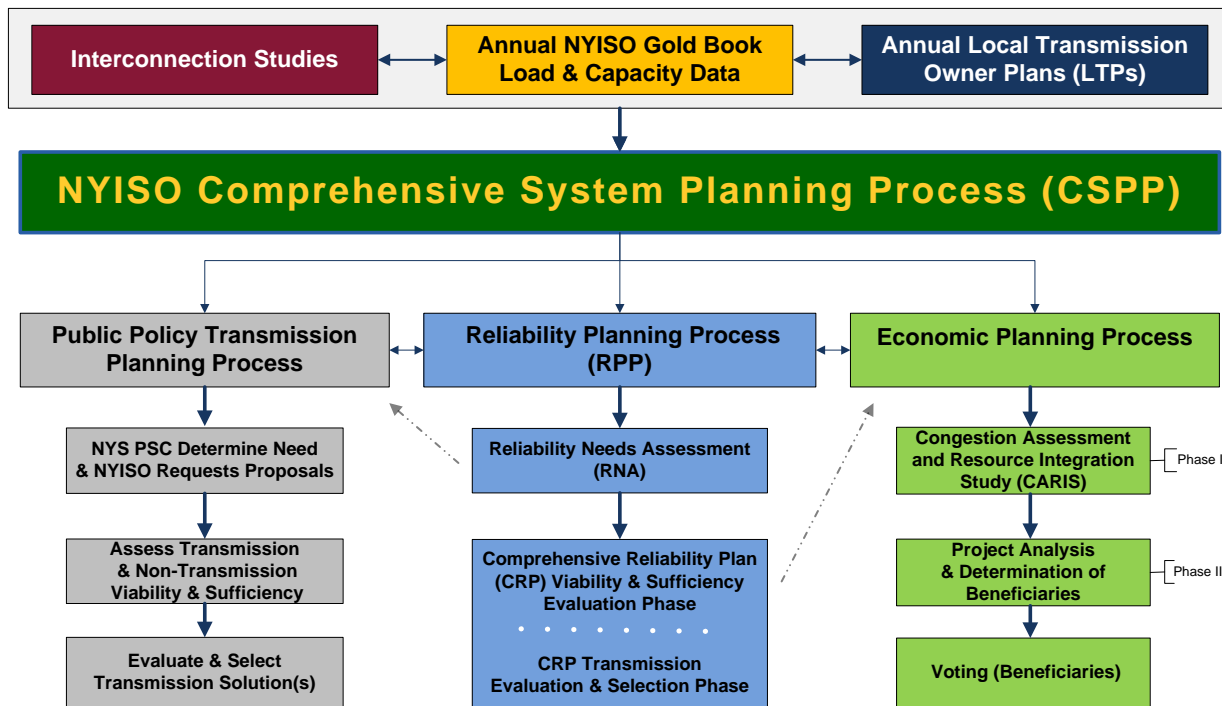 Interconnection Studies
Annual NYISO Gold Book
Load & Capacity Data
Annual Local Transmission
Owner Plans (LTPs)
NYISO Comprehensive System Planning Process (CSPP)
Public Policy Transmission
Planning Process
Reliability Planning Process
(RPP)
Economic Planning Process
NYS PSC Determine Need
& NYISO Requests Proposals
Reliability Needs Assessment
(RNA)
Congestion Assessment
and Resource Integration
Study (CARIS)
Phase I
Assess Transmission
& Non-Transmission
Viability & Sufficiency
Comprehensive Reliability Plan
(CRP) Viability & Sufficiency
Evaluation Phase
Project Analysis
& Determination of
Beneficiaries
Phase II
Evaluate & Select
Transmission Solution(s)
CRP Transmission
Evaluation & Selection Phase
Voting (Beneficiaries)